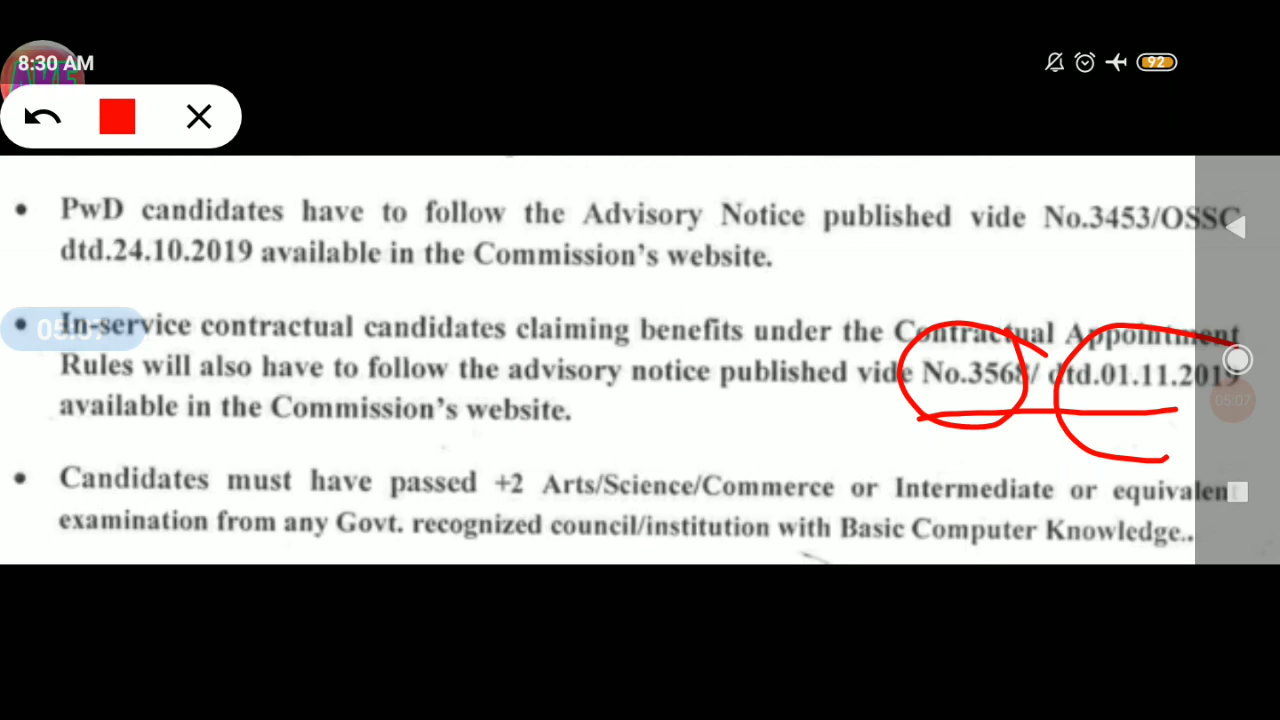 8:30 AM
92
• PwD candidates have to follow the Advisory Notice published vide No.3453/OSSC
dtd.24.10.2019 available in the Commission's website.
• In-service contractual candidates claiming benefits under the Contractual Appointment
Rules will also have to follow the advisory notice published vide No.3568/ dtd.01.11.2019
05:07
available in the Commission's website.
• Candidates must have passed +2 Arts/Science/Commerce or Intermediate or equivalent
examination from any Govt. recognized council/institution with Basic Computer Knowledge..